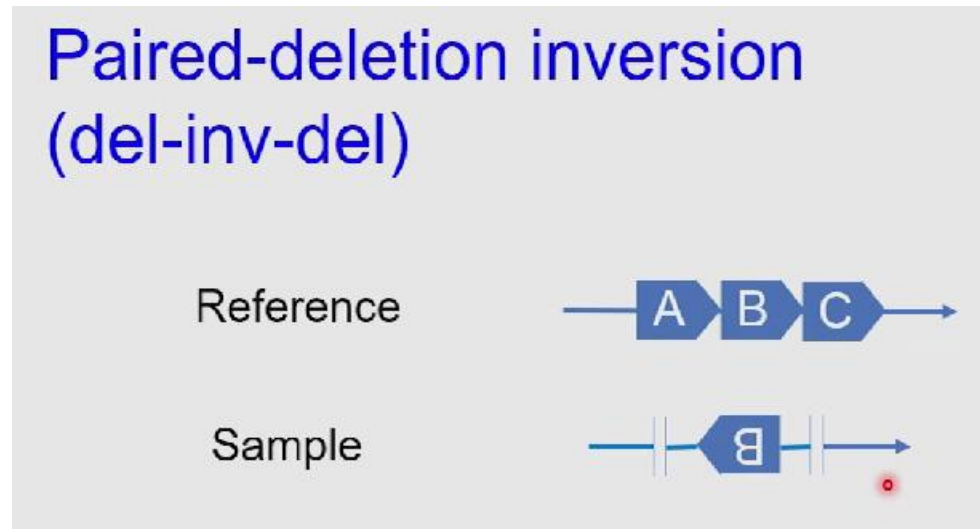 Paired-deletion inversion
(del-inv-del)
Reference
A B C
Sample
B